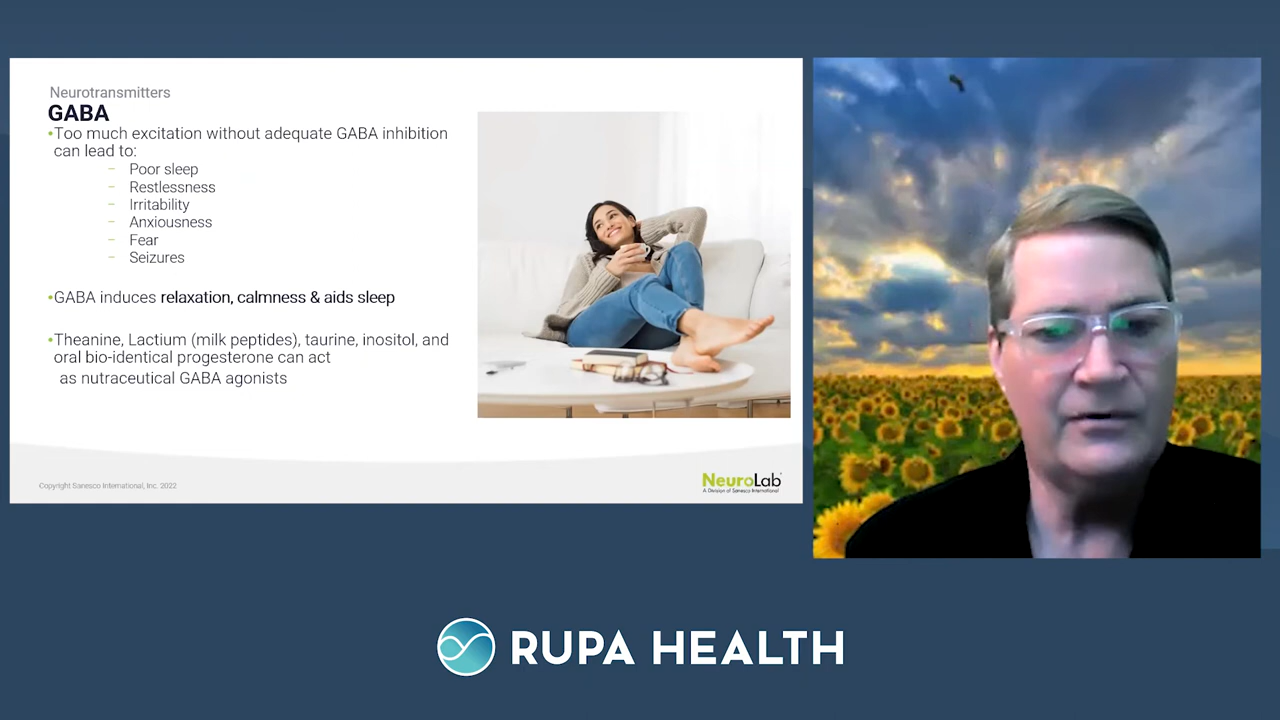 Neurotransmitters
GABA
•Too much excitation without adequate GABA inhibition
can lead to:
– Poor sleep
– Restlessness
– Irritability
– Anxiousness
– Fear
– Seizures
•GABA induces relaxation, calmness & aids sleep
•Theanine, Lactium (milk peptides), taurine, inositol, and
oral bio-identical progesterone can act
as nutraceutical GABA agonists
Copyright Sanesco International, Inc. 2022
NeuroLab
A Division of Sanesco International
RUPA HEALTH